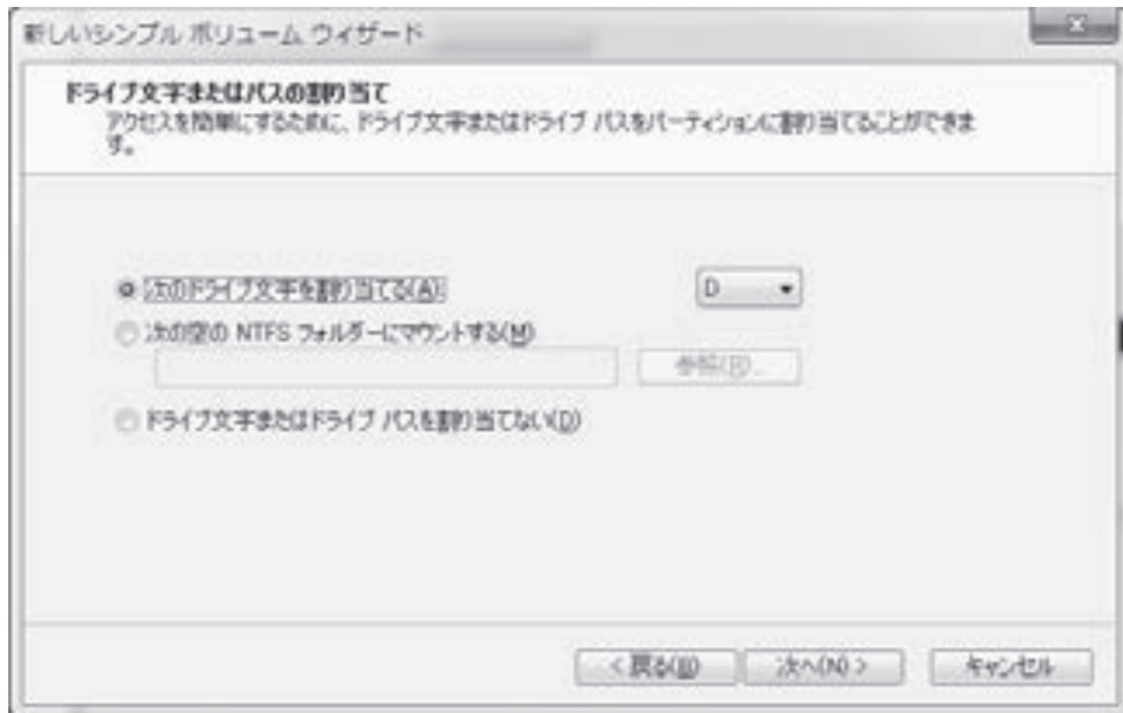 新しいシンプル ボリューム ウィザード
ドライブ文字またはパスの割り当て
アクセスを簡単にするために、ドライブ文字またはドライブ パスをパーティションに割り当てることができま
す。
次のドライブ文字を割り当てる(A):
D
次の空の NTFS フォルダーにマウントする(M)
参照(R)...
ドライブ文字またはドライブ パスを割り当てない(D)
< 戻る(B)
次へ(N) >
キャンセル